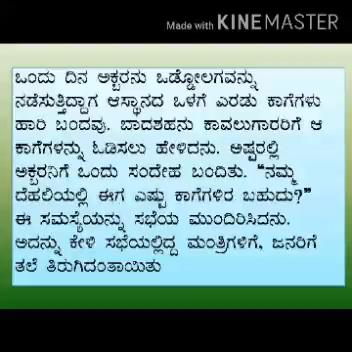 Made with KINEMASTER
ಒಂದು ದಿನ ಅಕ್ಬರನು ಒಡ್ಡೋಲಗವನ್ನು
ನಡೆಸುತ್ತಿದ್ದಾಗ ಆಸ್ಥಾನದ ಒಳಗೆ ಎರಡು ಕಾಗೆಗಳು
ಹಾರಿ ಬಂದವು. ಬಾದಶಹನು ಕಾವಲುಗಾರರಿಗೆ ಆ
ಕಾಗೆಗಳನ್ನು ಓಡಿಸಲು ಹೇಳಿದನು. ಅಷ್ಟರಲ್ಲಿ
ಅಕ್ಬರನಿಗೆ ಒಂದು ಸಂದೇಹ ಬಂದಿತು. “ನಮ್ಮ
ದೆಹಲಿಯಲ್ಲಿ ಈಗ ಎಷ್ಟು ಕಾಗೆಗಳಿರ ಬಹುದು?”
ಈ ಸಮಸ್ಯೆಯನ್ನು ಸಭೆಯ ಮುಂದಿರಿಸಿದನು.
ಅದನ್ನು ಕೇಳಿ ಸಭೆಯಲ್ಲಿದ್ದ ಮಂತ್ರಿಗಳಿಗೆ, ಜನರಿಗೆ
ತಲೆ ತಿರುಗಿದಂತಾಯಿತು